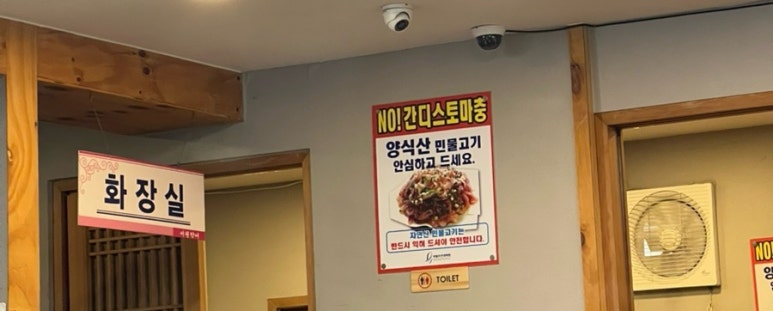 화장실
NO! 간디스토마충
양식산 민물고기
안심하고 드세요.
자연산 민물고기는
반드시 익혀 드셔야 안전합니다.
TOILET
NO!
양
안